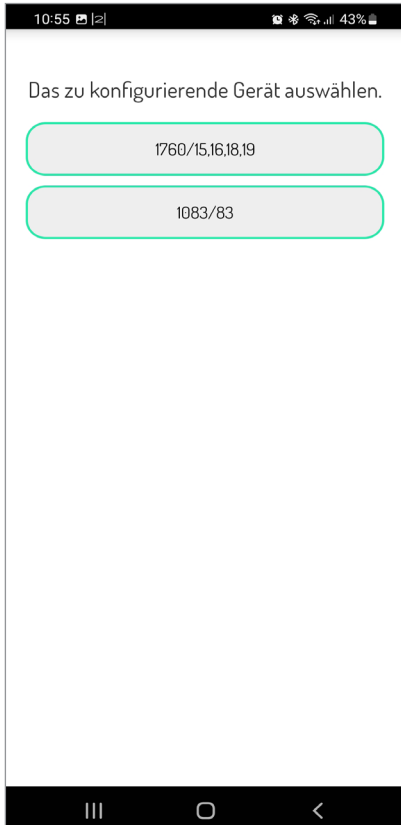 10:55
43%
Das zu konfigurierende Gerät auswählen.
1760/15,16,18,19
1083/83